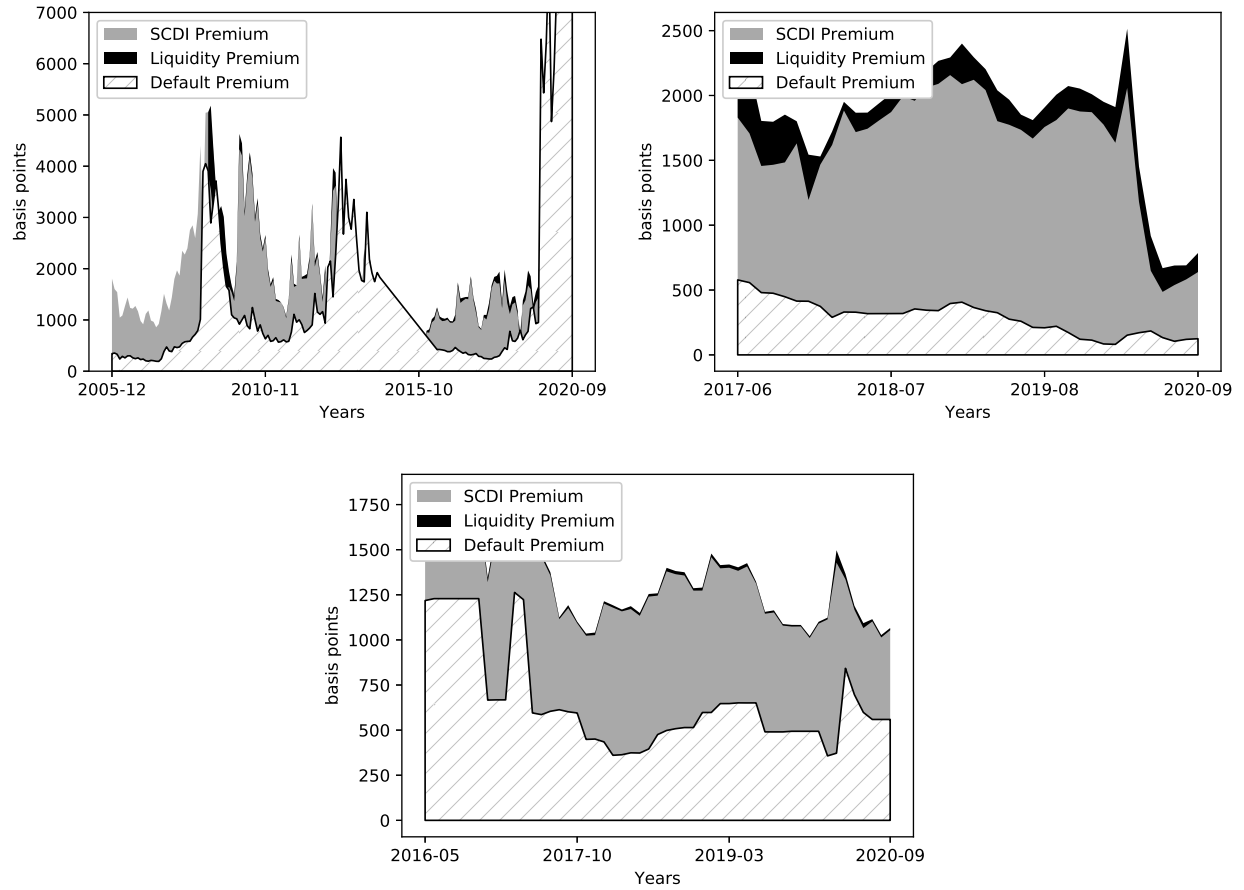 7000
6000
5000
4000
3000
2000
1000
0
basis points
SCDI Premium
Liquidity Premium
Default Premium
2005-12
2010-11
2015-10
2020-09
Years
2500
2000
1500
1000
500
0
basis points
SCDI Premium
Liquidity Premium
Default Premium
2017-06
2018-07
2019-08
2020-09
Years
1750
1500
1250
1000
750
500
250
0
basis points
SCDI Premium
Liquidity Premium
Default Premium
2016-05
2017-10
2019-03
2020-09
Years